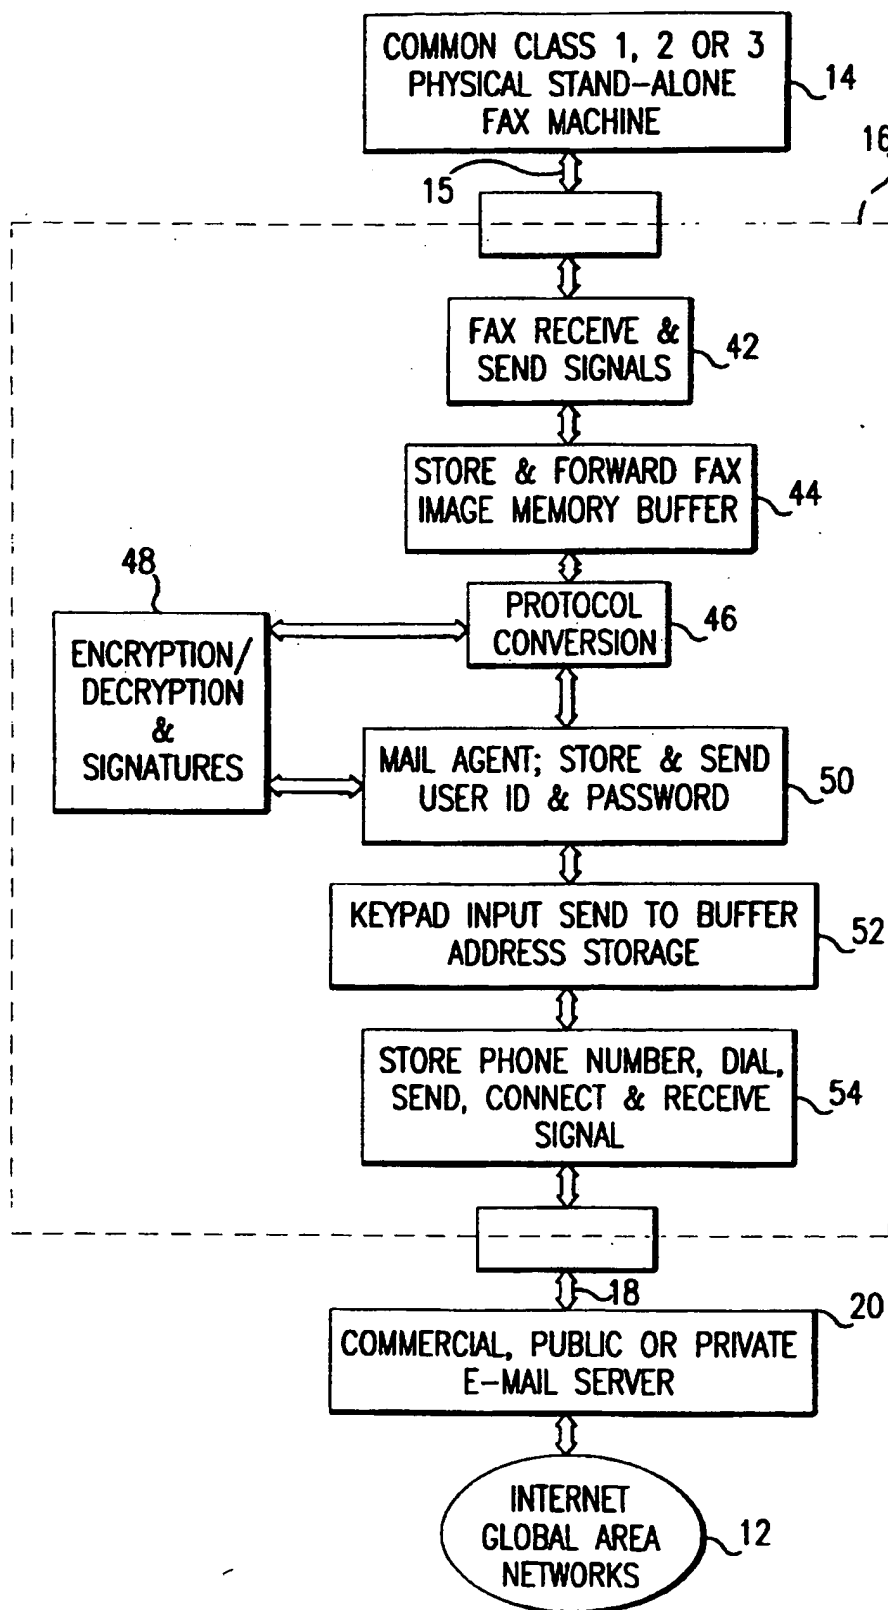 COMMON CLASS 1, 2 OR 3
PHYSICAL STAND-ALONE
FAX MACHINE
14
16
15
FAX RECEIVE &
SEND SIGNALS
42
STORE & FORWARD FAX
IMAGE MEMORY BUFFER
44
48
PROTOCOL
CONVERSION
46
ENCRYPTION/
DECRYPTION
&
SIGNATURES
MAIL AGENT; STORE & SEND
USER ID & PASSWORD
50
KEYPAD INPUT SEND TO BUFFER
ADDRESS STORAGE
52
STORE PHONE NUMBER, DIAL,
SEND, CONNECT & RECEIVE
SIGNAL
54
18
20
COMMERCIAL, PUBLIC OR PRIVATE
E-MAIL SERVER
INTERNET
GLOBAL AREA
NETWORKS
12